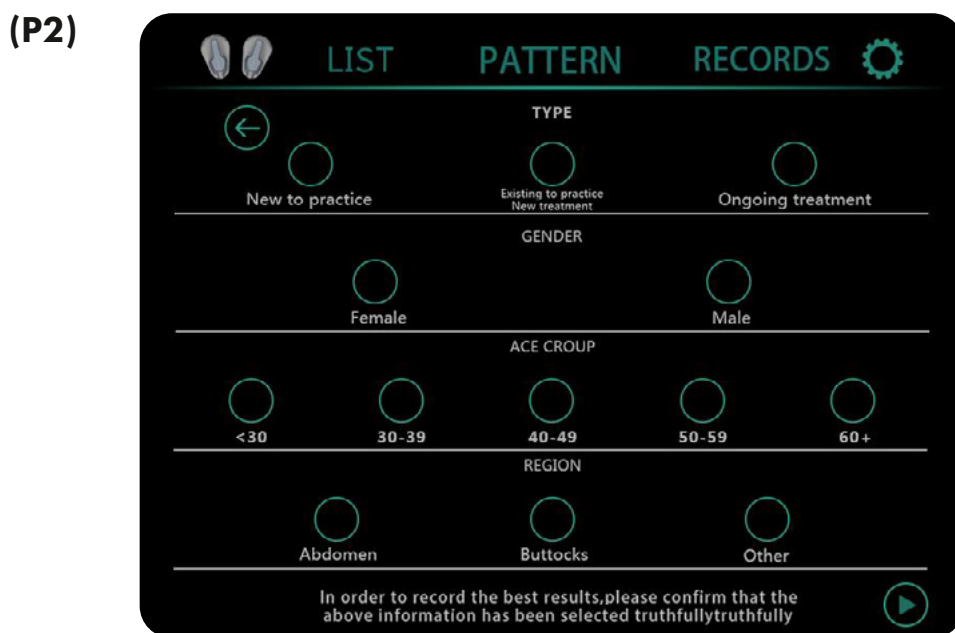 (P2)
LIST PATTERN RECORDS
TYPE
New to practice Existing to practice Ongoing treatment
New treatment
GENDER
Female Male
ACE CROUP
<30 30-39 40-49 50-59 60+
REGION
Abdomen Buttocks Other
In order to record the best results,please confirm that the
above information has been selected truthfullytruthfully